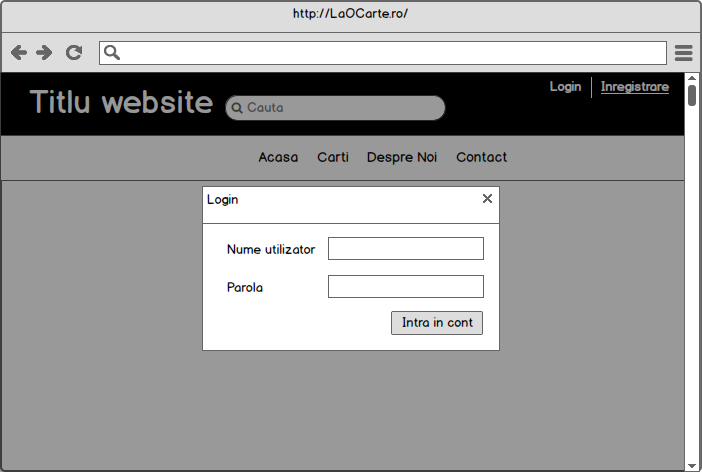 http://LaOCarte.ro/
Login Inregistrare
Titlu website Cauta
Acasa Carti Despre Noi Contact
Login
Nume utilizator
Parola
Intra in cont